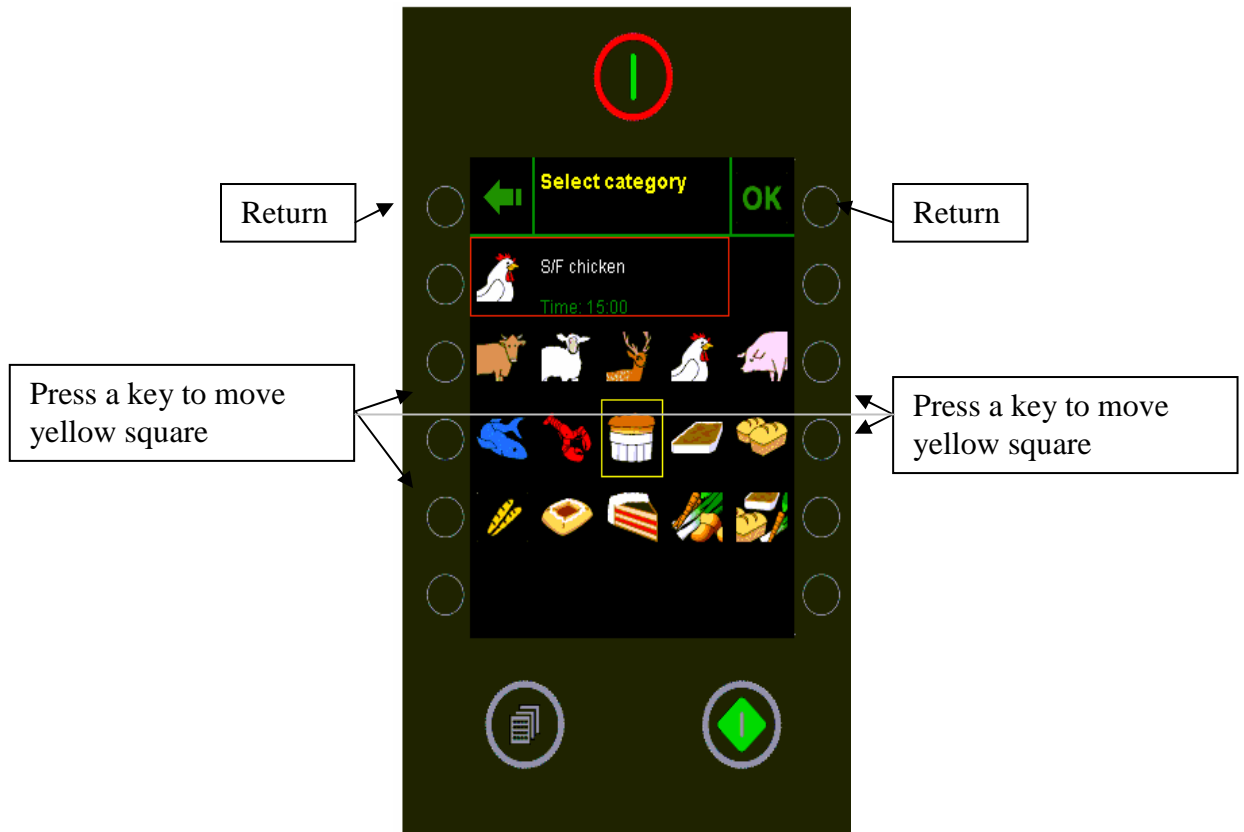 Select category
OK
Return
Return
S/F chicken
Time: 15:00
Press a key to move
yellow square
Press a key to move
yellow square